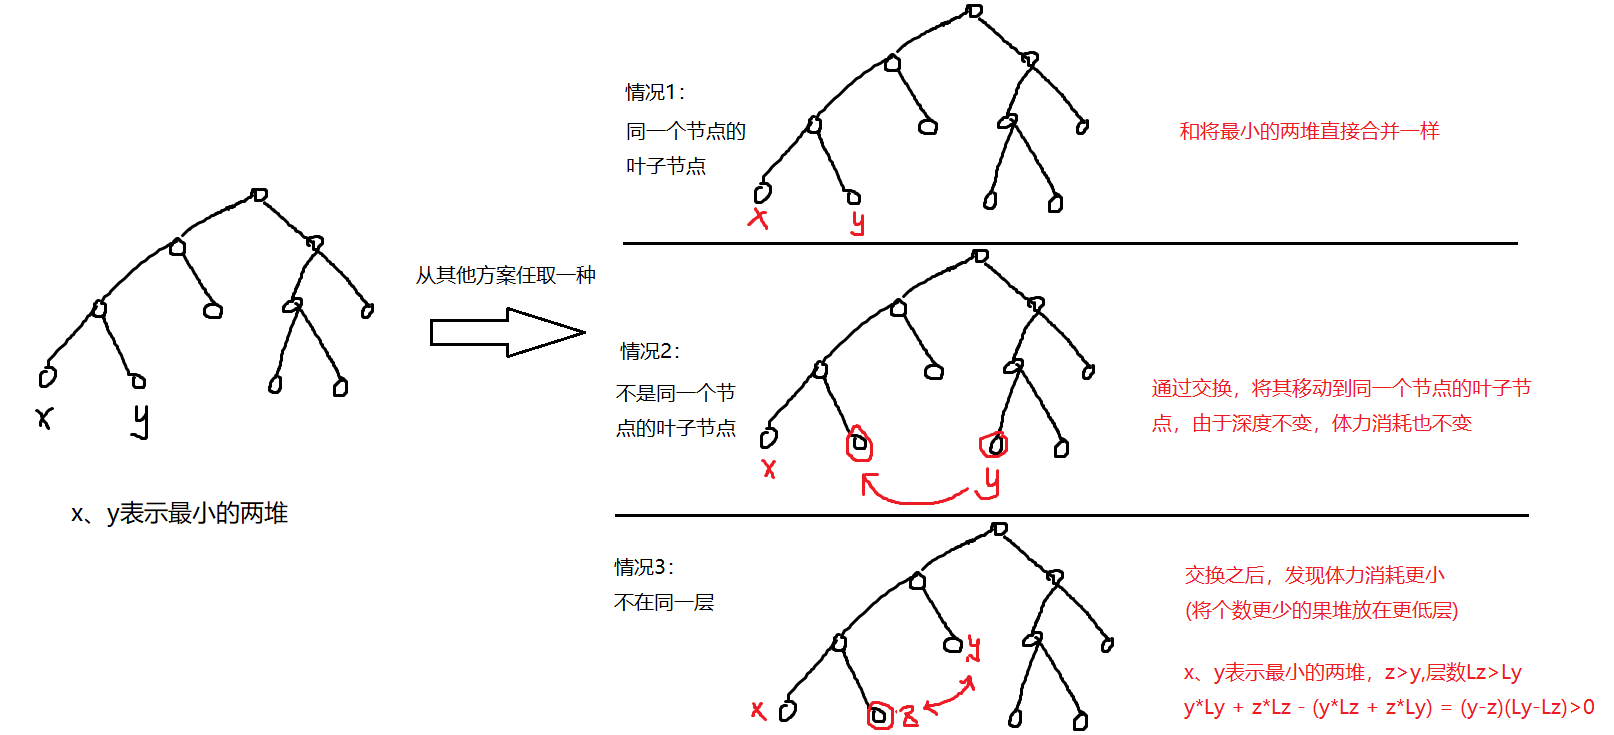 x
y
x、y表示最小的两堆
从其他方案任取一种
情况1：
同一个节点的
叶子节点
x
y
和将最小的两堆直接合并一样
情况2：
不是同一个节
点的叶子节点
x
y
通过交换，将其移动到同一个节点的叶子节
点，由于深度不变，体力消耗也不变
情况3：
不在同一层
y
x
z
交换之后，发现体力消耗更小
(将个数更少的果堆放在更低层)
x、y表示最小的两堆，z>y,层数Lz>Ly
y*Ly + z*Lz - (y*Lz + z*Ly) = (y-z)(Ly-Lz)>0